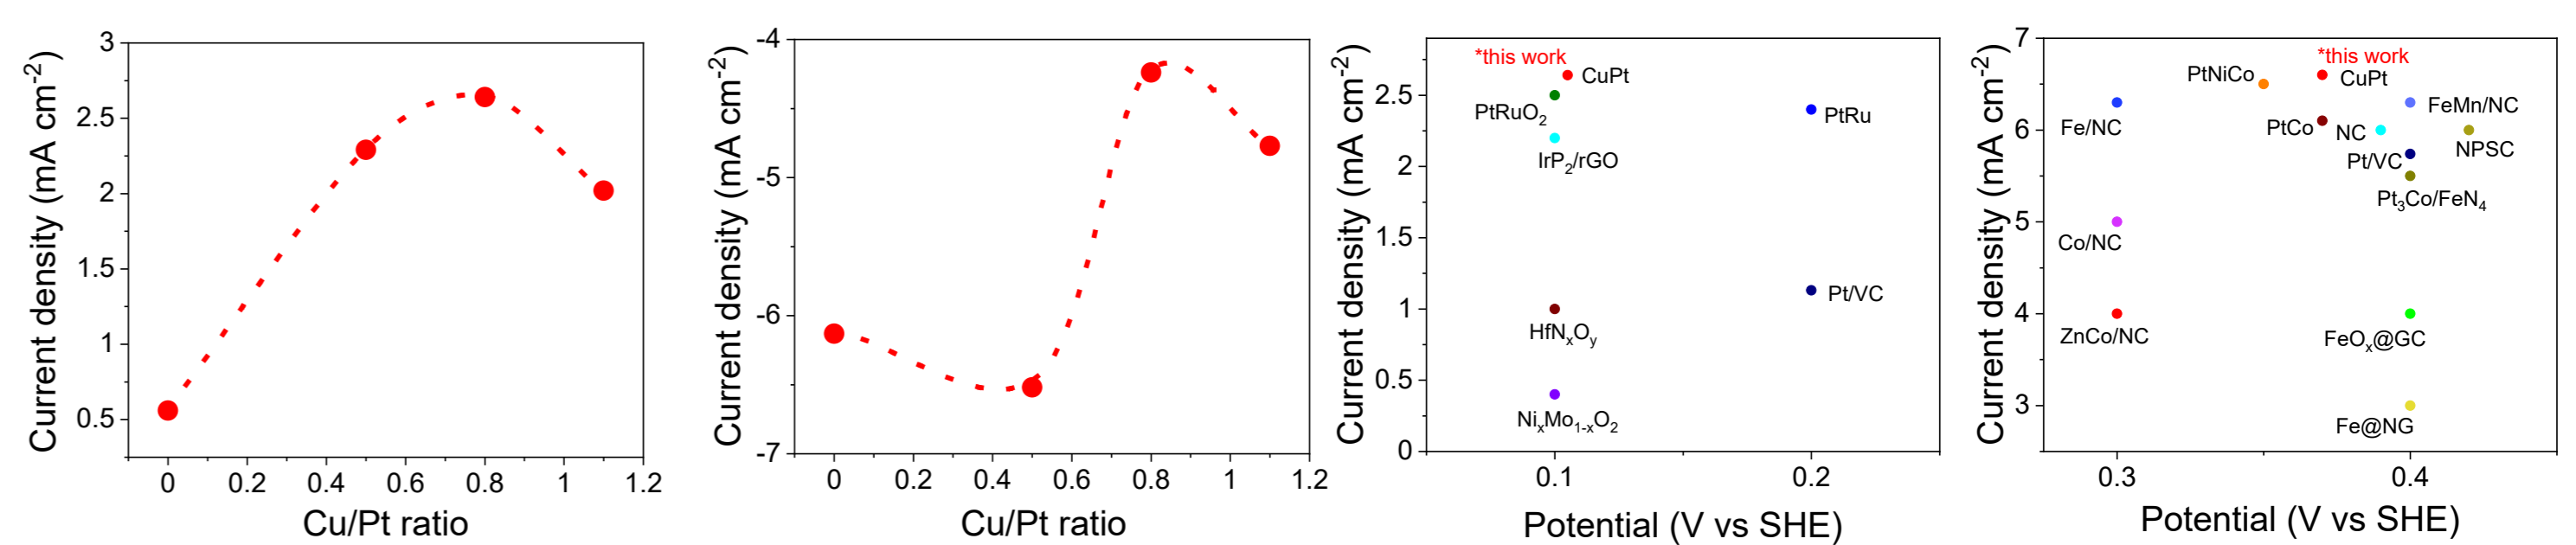 3
2.5
2
1.5
1
0.5
0
0.2
0.4
0.6
0.8
1
1.2
Current density (mA cm⁻²)
Cu/Pt ratio
-4
-5
-6
-7
0
0.2
0.4
0.6
0.8
1
1.2
Current density (mA cm⁻²)
Cu/Pt ratio
2.5
2
1.5
1
0.5
0
0.1
0.2
Current density (mA cm⁻²)
Potential (V vs SHE)
*this work
CuPt
PtRuO₂
IrP₂/rGO
PtRu
Pt/VC
HfNₓOᵧ
NiₓMo₁₋ₓO₂
7
6
5
4
3
0.3
0.4
Current density (mA cm⁻²)
Potential (V vs SHE)
*this work
PtNiCo
CuPt
Fe/NC
FeMn/NC
PtCo
NC
NPSC
Pt/VC
Pt₃Co/FeN₄
Co/NC
ZnCo/NC
FeOₓ@GC
Fe@NG